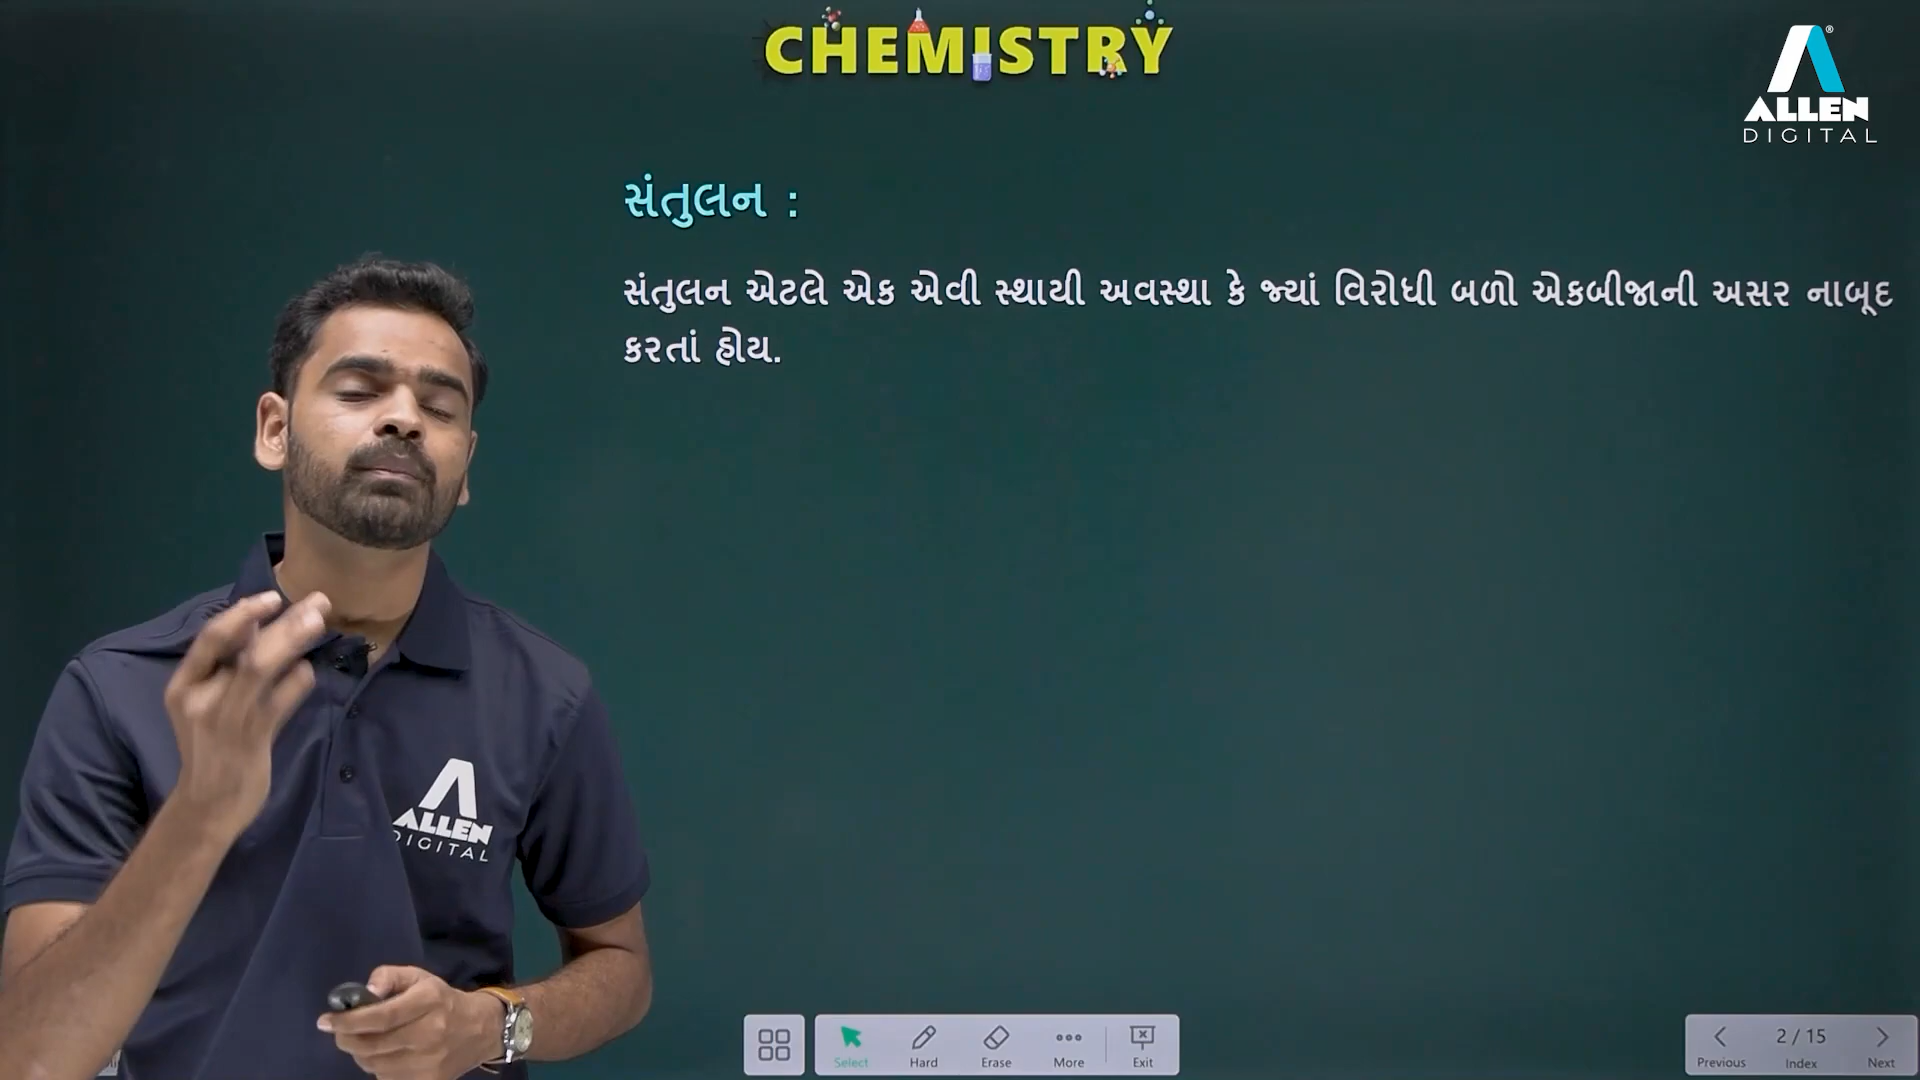 CHEMISTRY
ALLEN
DIGITAL
સંતુલન :
સંતુલન એટલે એક એવી સ્થાયી અવસ્થા કે જ્યાં વિરોધી બળો એકબીજાની અસર નાબૂદ
કરતાં હોય.
ALLEN
DIGITAL
Select
Hard
Erase
More
Exit
Previous
2 / 15
Index
Next